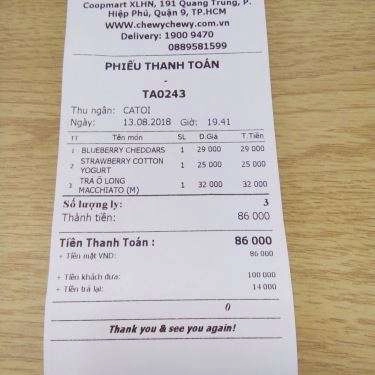 Coopmart XLHN, 191 Quang Trung, P.
Hiệp Phú, Quận 9, TP.HCM
WWW.chewychewy.com.vn
Delivery: 1900 9470
0889581599
PHIẾU THANH TOÁN
-
TA0243
Thu ngân: CATOI
Ngày: 13.08.2018 Giờ: 19.41
TT Tên món SL Đ.Giá T.Tiền
1 BLUEBERRY CHEDDARS 1 29 000 29 000
2 STRAWBERRY COTTON YOGURT 1 25 000 25 000
3 TRA Ô LONG MACCHIATO (M) 1 32 000 32 000
Số lượng ly: 3
Thành tiền: 86 000
Tiền Thanh Toán : 86 000
+ Tiền mặt VND: 86 000
+ Tiền khách đưa: 100 000
+ Tiền trả lại: 14 000
0
Thank you & see you again!